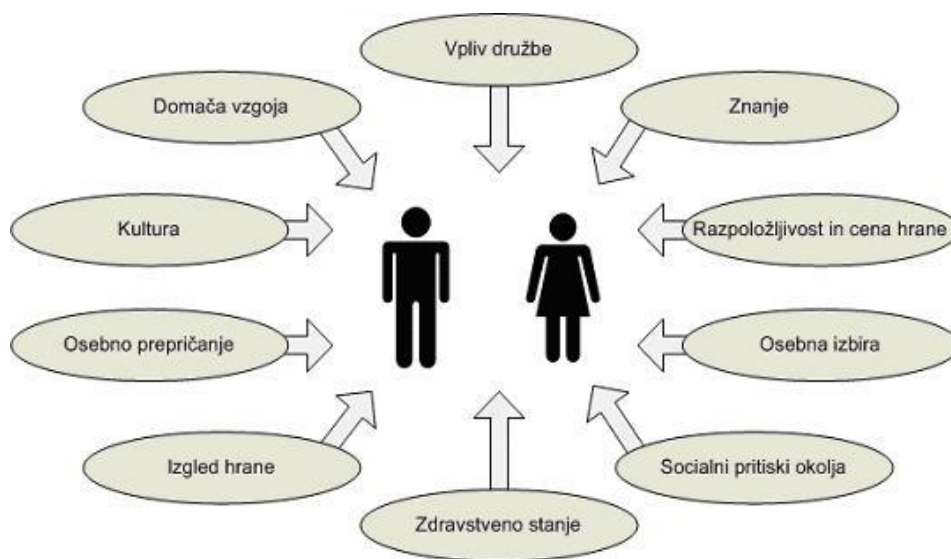 Vpliv družbe
Domača vzgoja
Znanje
Kultura
Razpoložljivost in cena hrane
Osebno prepričanje
Osebna izbira
Izgled hrane
Socialni pritiski okolja
Zdravstveno stanje